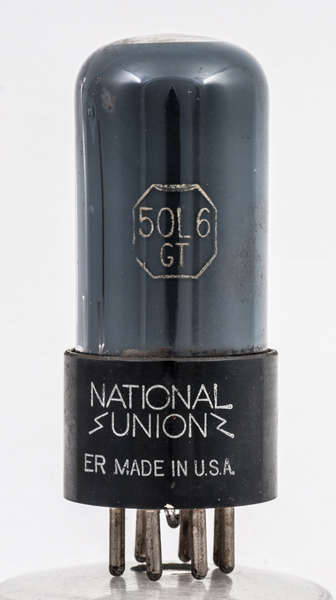 50L6
GT
NATIONAL
UNION
ER MADE IN U.S.A.